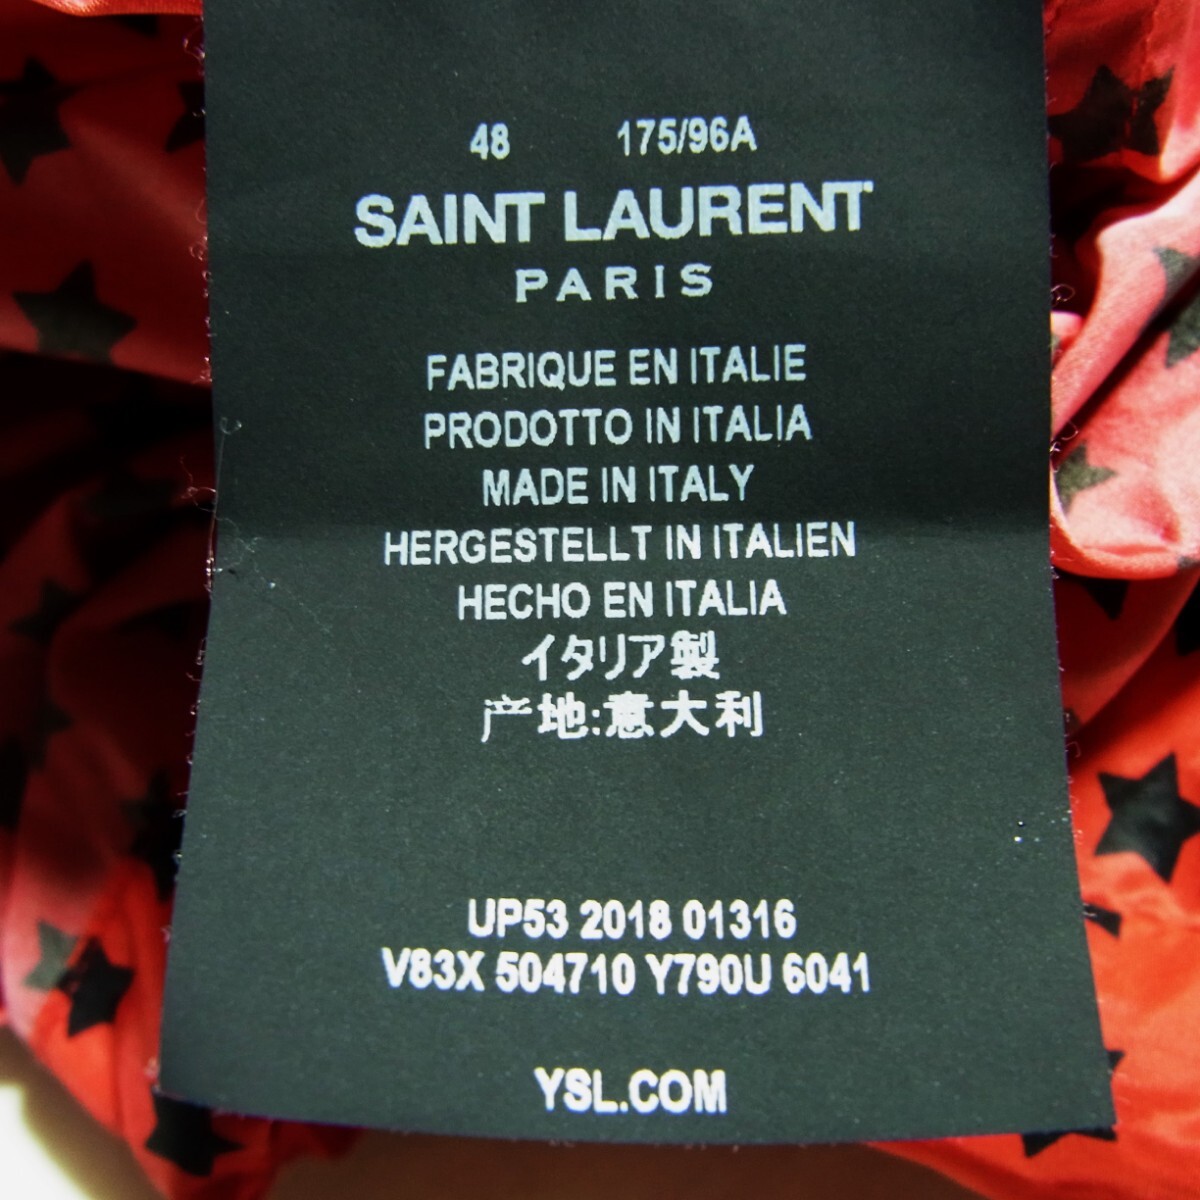 48 175/96A
SAINT LAURENT
PARIS
FABRIQUE EN ITALIE
PRODOTTO IN ITALIA
MADE IN ITALY
HERGESTELLT IN ITALIEN
HECHO EN ITALIA
イタリア製
产地:意大利
UP53 2018 01316
V83X 504710 Y790U 6041
YSL.COM